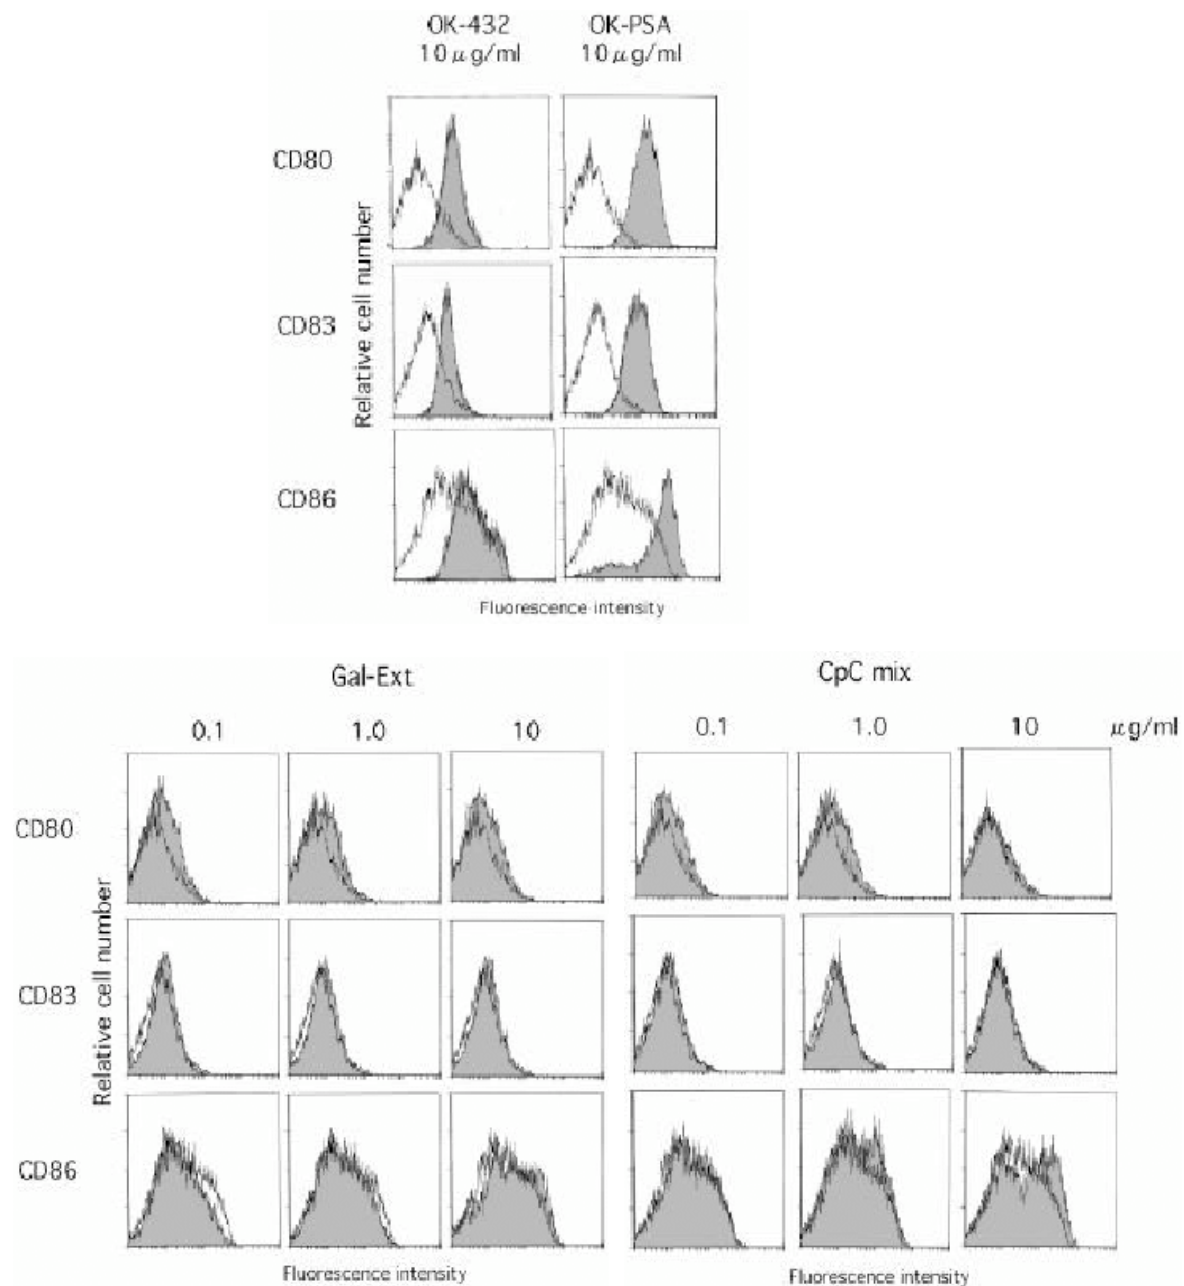 OK-432 OK-PSA
10 μg/ml 10 μg/ml
CD80
CD83
CD86
Relative cell number
Fluorescence intensity
Gal-Ext CpC mix
0.1 1.0 10 0.1 1.0 10 μg/ml
CD80
CD83
CD86
Relative cell number
Fluorescence intensity Fluorescence intensity